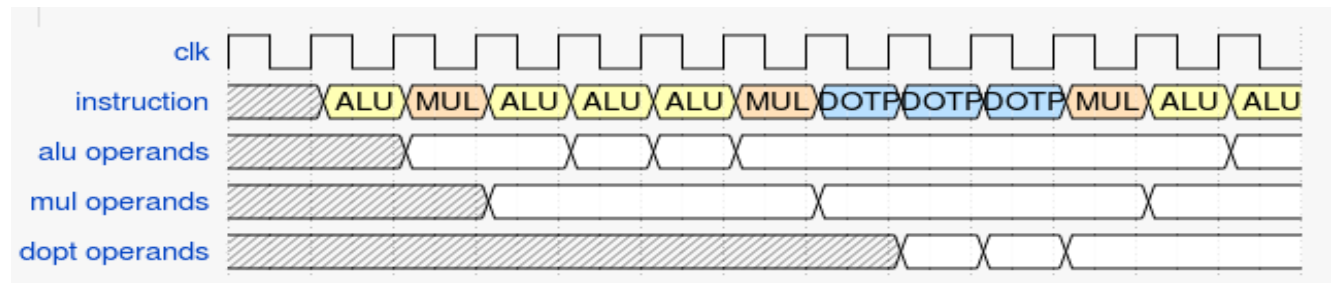 clk
instruction ALU MUL ALU ALU ALU MUL DOTP DOTP DOTP MUL ALU ALU
alu operands
mul operands
dopt operands